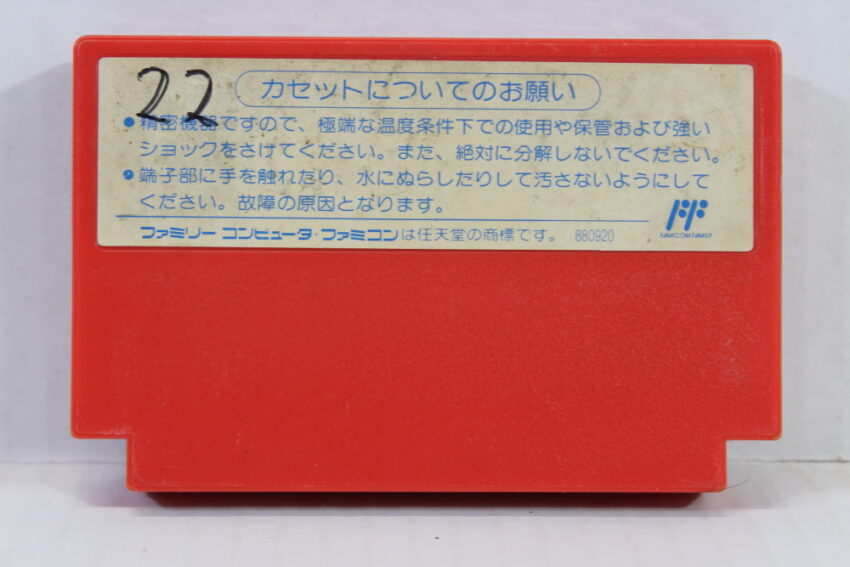 22
カセットについてのお願い
●精密機器ですので、極端な温度条件下での使用や保管および強い
ショックをさけてください。また、絶対に分解しないでください。
●端子部に手を触れたり、水にぬらしたりして汚さないようにして
ください。故障の原因となります。
ファミリー コンピュータ・ファミコンは任天堂の商標です。 880920
FAMICOM FAMILY